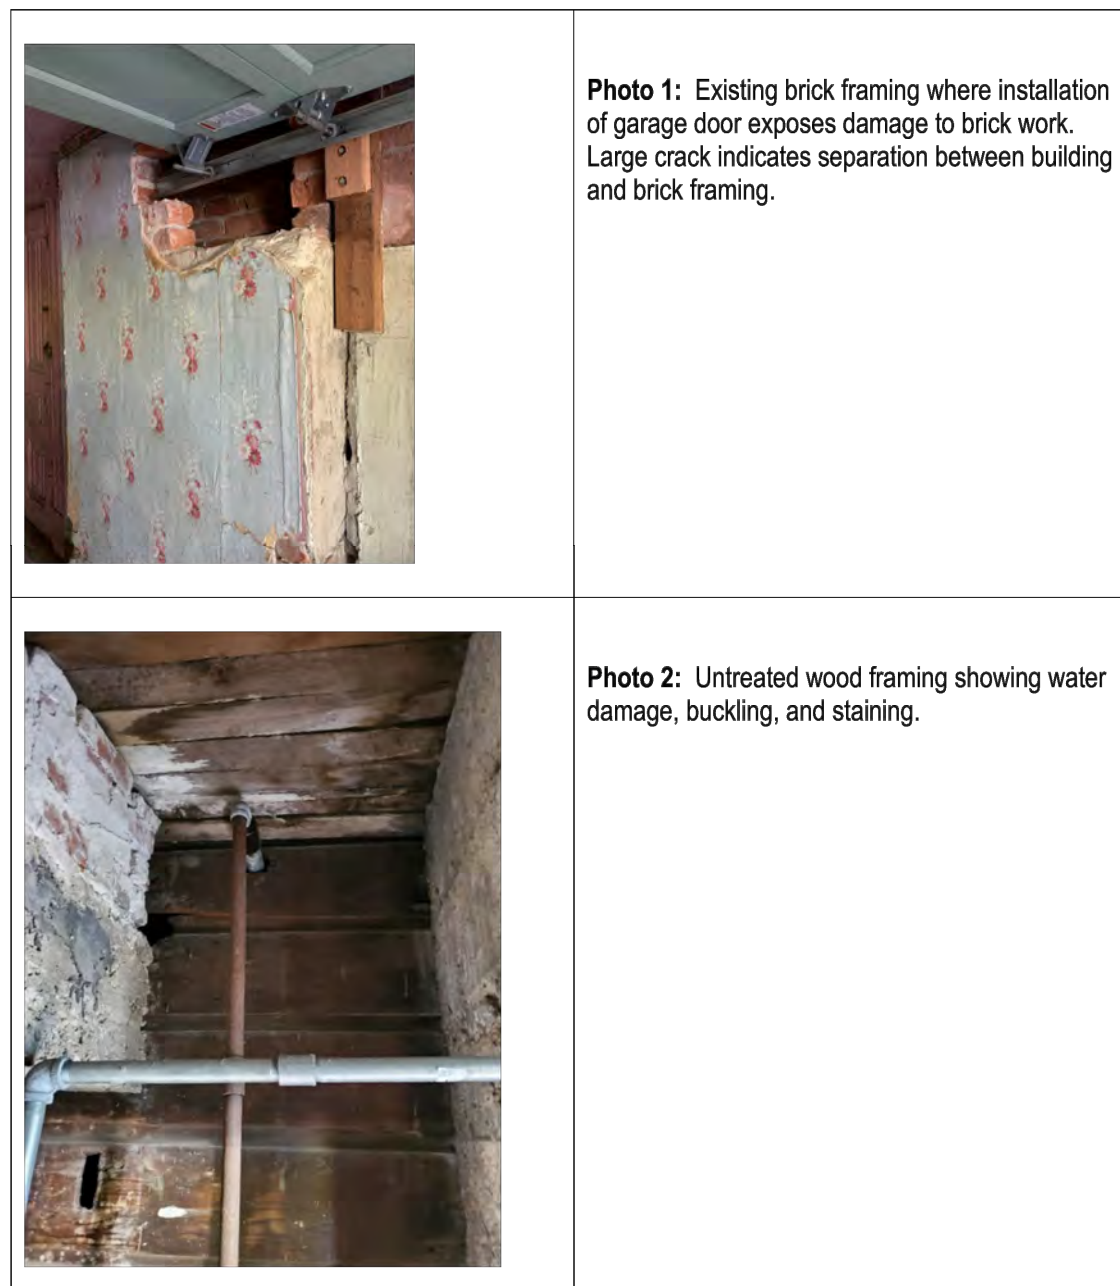 Photo 1: Existing brick framing where installation
of garage door exposes damage to brick work.
Large crack indicates separation between building
and brick framing.
Photo 2: Untreated wood framing showing water
damage, buckling, and staining.